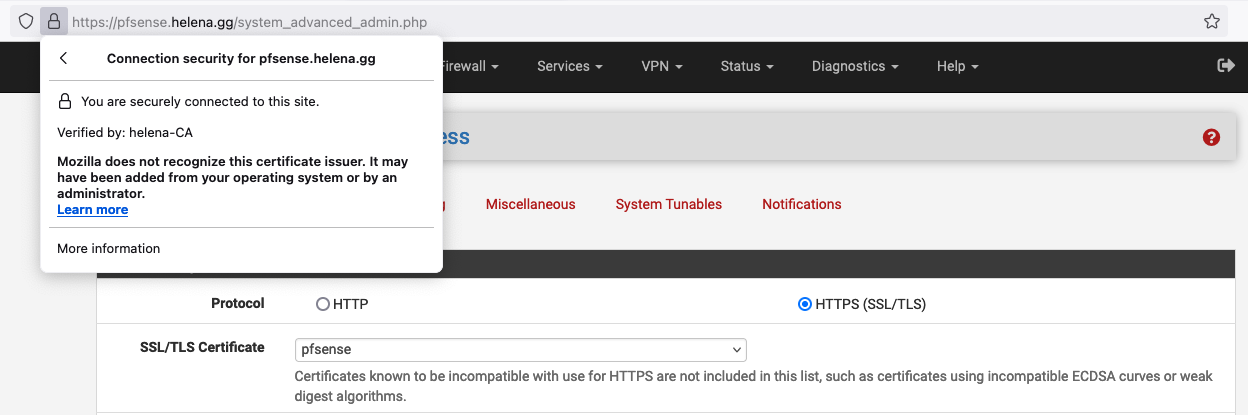 https://pfsense.helena.gg/system_advanced_admin.php
Connection security for pfsense.helena.gg
You are securely connected to this site.
Verified by: helena-CA
Mozilla does not recognize this certificate issuer. It may
have been added from your operating system or by an
administrator.
Learn more
More information
Firewall
Services
VPN
Status
Diagnostics
Help
ess
Miscellaneous
System Tunables
Notifications
Protocol
HTTP
HTTPS (SSL/TLS)
SSL/TLS Certificate
pfsense
Certificates known to be incompatible with use for HTTPS are not included in this list, such as certificates using incompatible ECDSA curves or weak
digest algorithms.